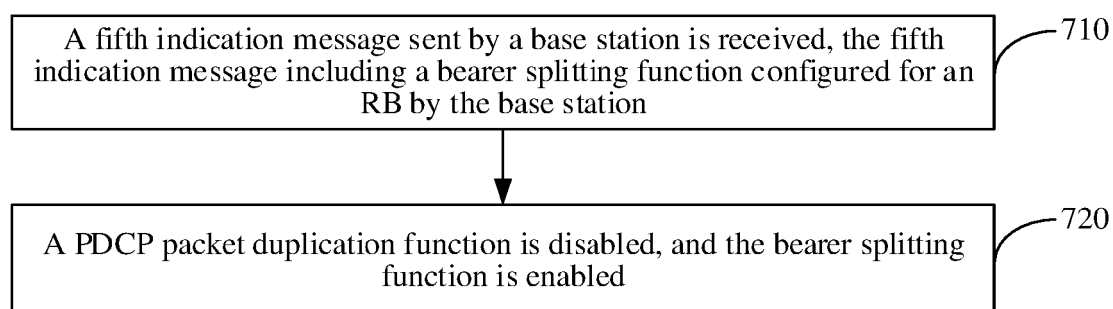 A fifth indication message sent by a base station is received, the fifth
indication message including a bearer splitting function configured for an
RB by the base station
710
A PDCP packet duplication function is disabled, and the bearer splitting
function is enabled
720